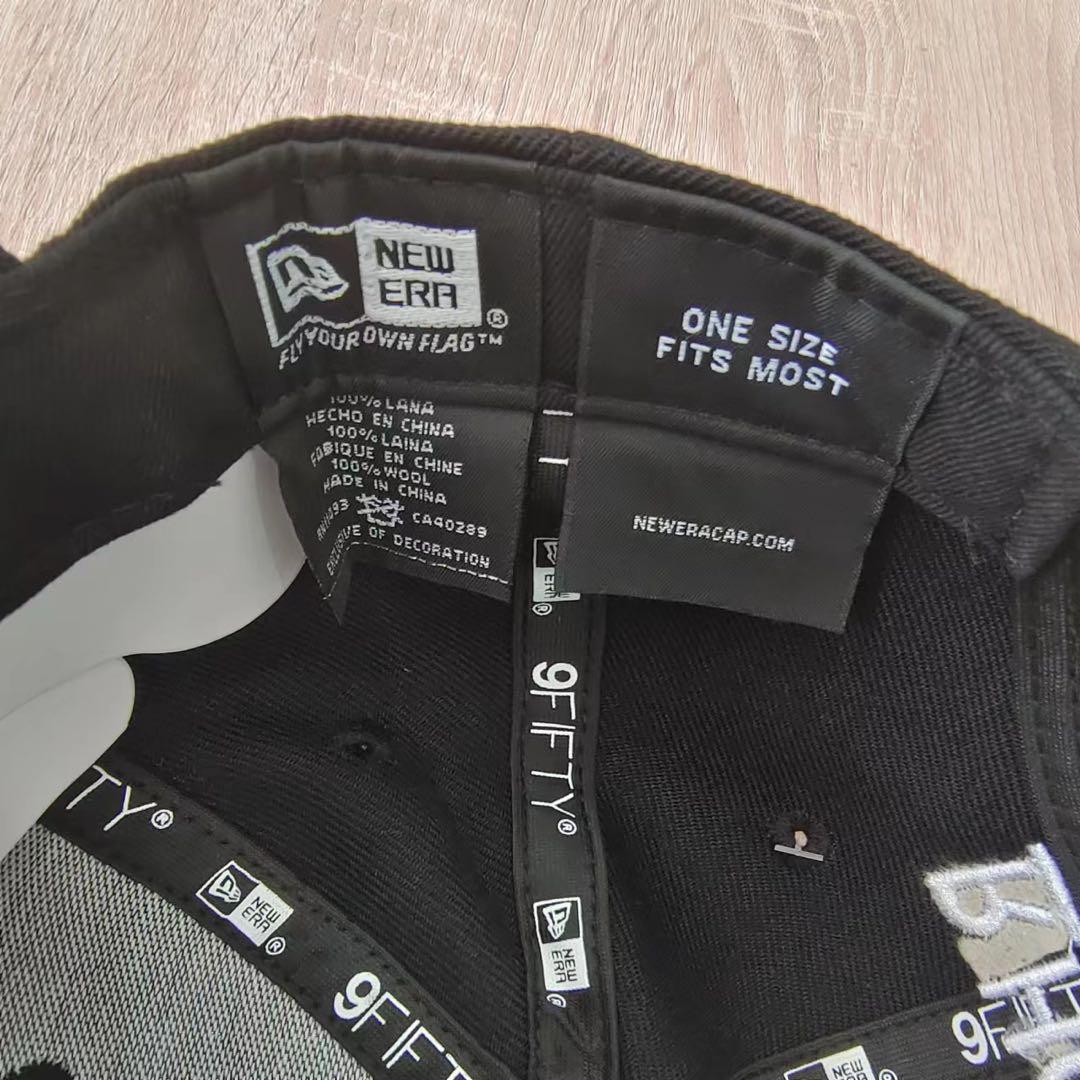 NEW
ERA
®
FLY YOUR OWN FLAG™
ONE SIZE
FITS MOST
100% LANA
HECHO EN CHINA
100% LAINA
FABRIQUE EN CHINE
100% WOOL
MADE IN CHINA
CA40289
EXCLUSIVE OF DECORATION
NEWERACAP.COM
NEW
ERA
®
9FIFTY®
NEW
ERA
®
TY®
NEW
ERA
®
9FIFT
9F
NEW
ERA